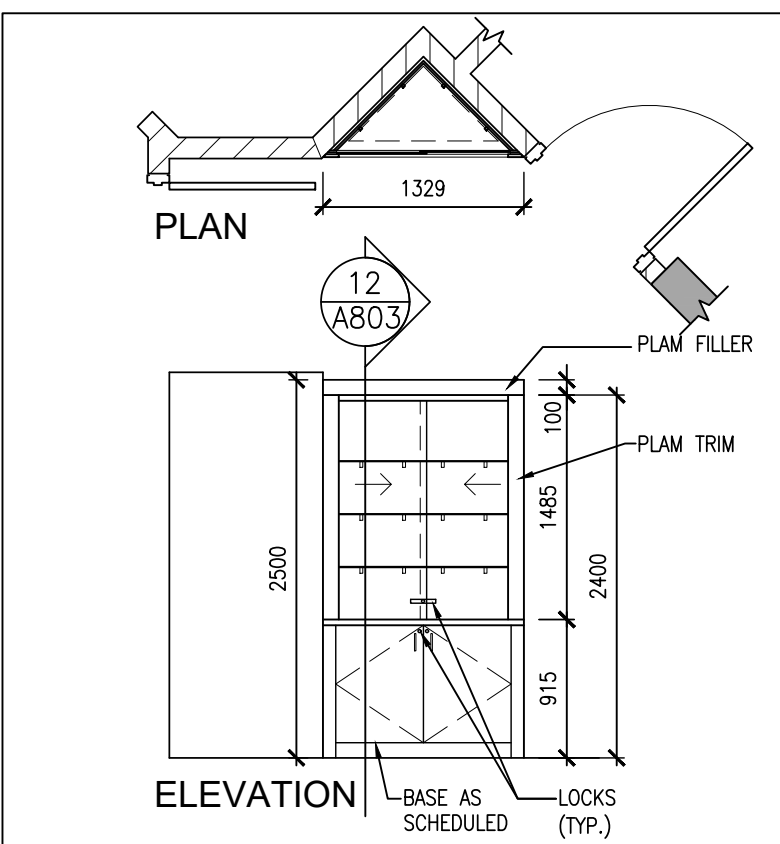 1329
PLAN
12
A803
PLAM FILLER
100
PLAM TRIM
1485
2500
2400
915
ELEVATION
BASE AS
SCHEDULED
LOCKS
(TYP.)